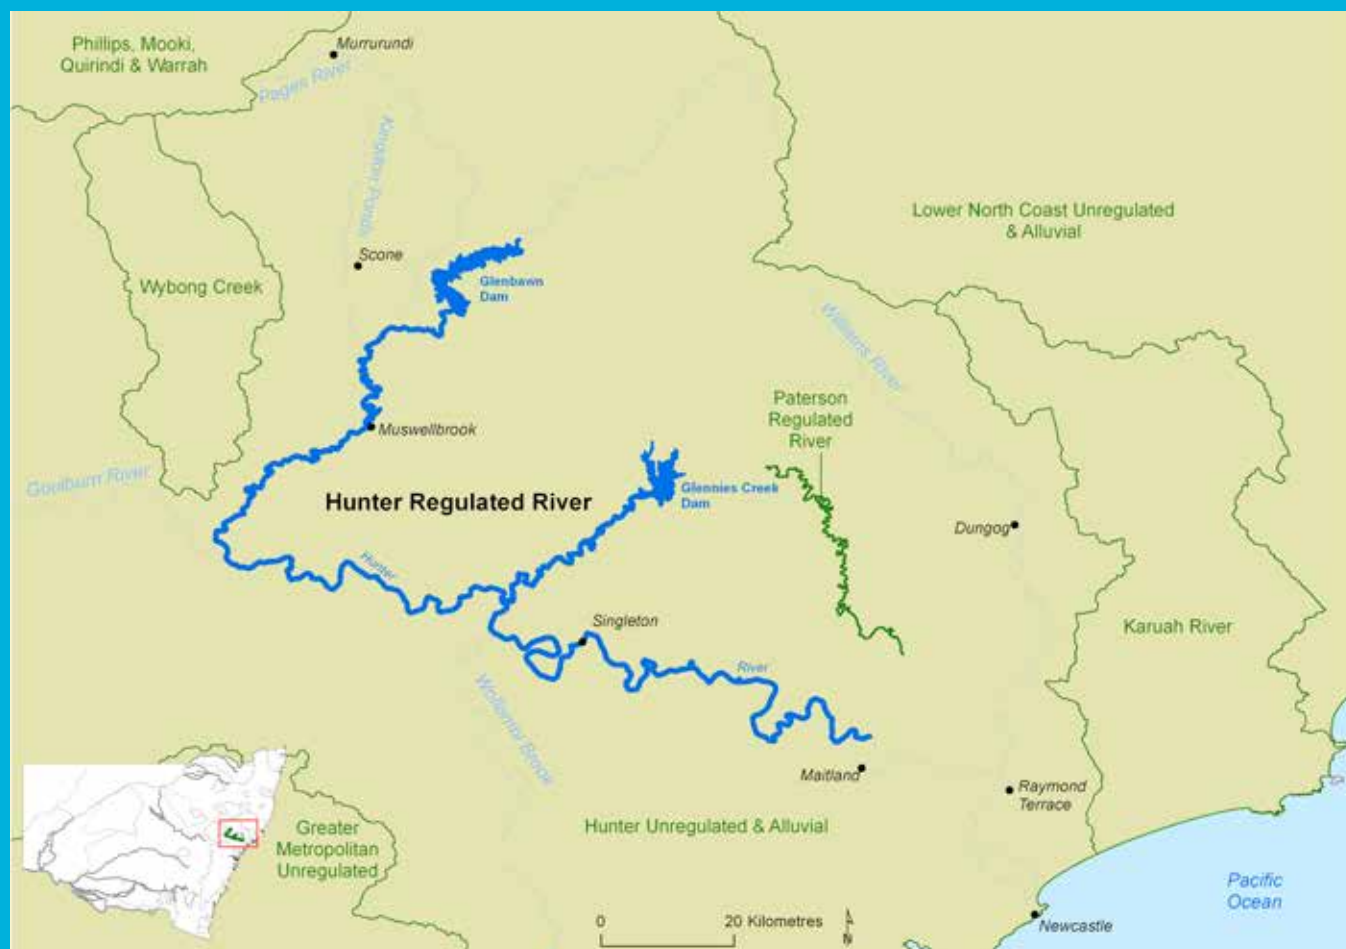 Phillips, Mooki,
Quirindi & Warrah
Murrurundi
Pages River
Kingdon Ponds
Scone
Glenbawn
Dam
Wybong Creek
Lower North Coast Unregulated
& Alluvial
Williams River
Paterson
Regulated
River
Muswellbrook
Goulburn River
Hunter Regulated River
Glennies Creek
Dam
Dungog
Hunter
Singleton
Karuah River
River
Wollombi Brook
Maitland
Raymond
Terrace
Hunter Unregulated & Alluvial
Greater
Metropolitan
Unregulated
Pacific
Ocean
0
20 Kilometres
N
Newcastle